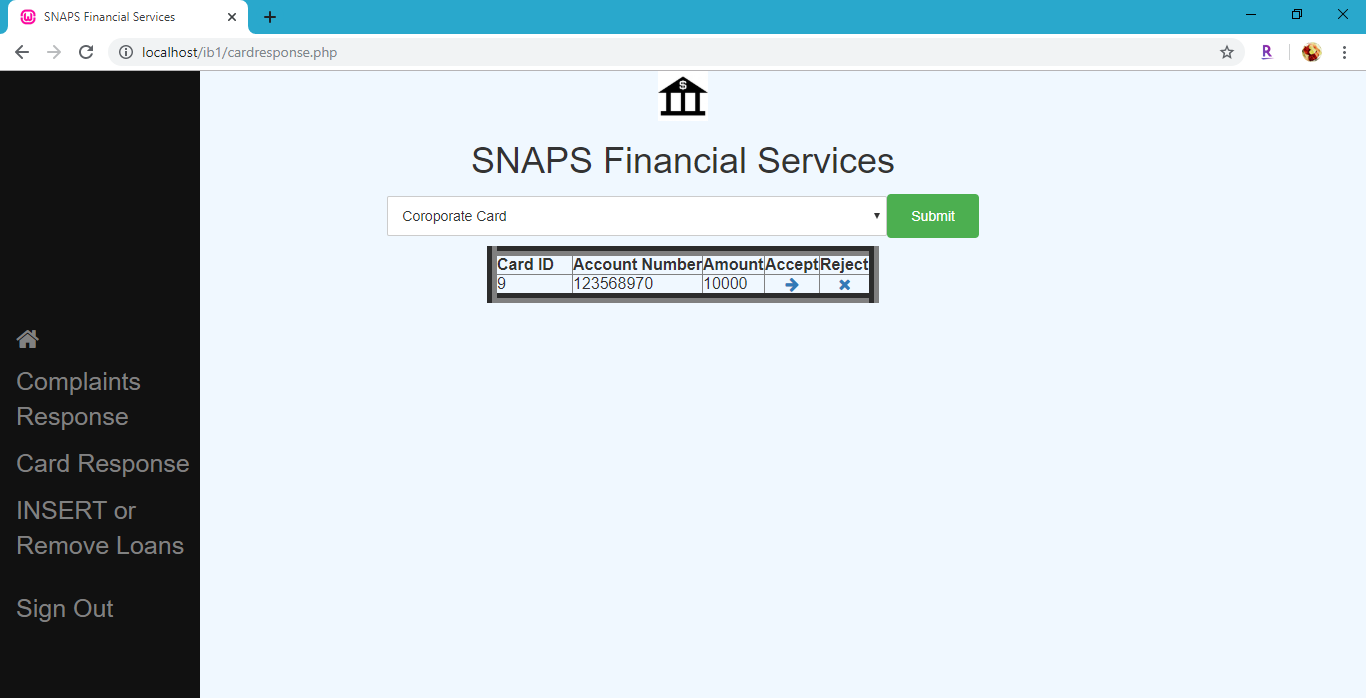 SNAPS Financial Services
localhost/ib1/cardresponse.php
R
$
SNAPS Financial Services
Coroporate Card
Submit
Card ID Account Number Amount Accept Reject
9 123568970 10000
Complaints
Response
Card Response
INSERT or
Remove Loans
Sign Out